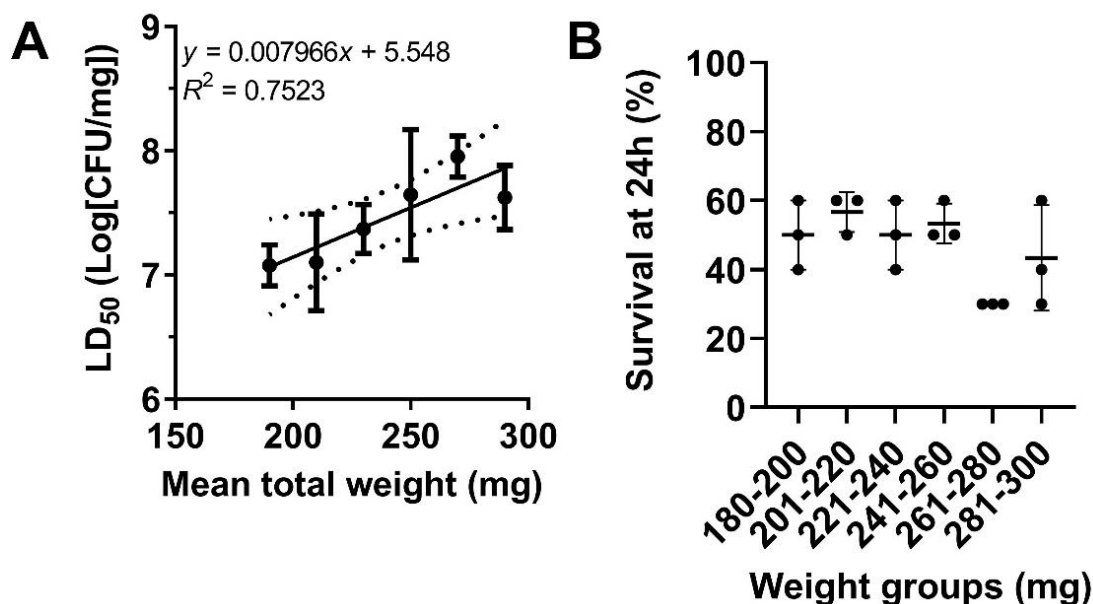 A
y = 0.007966x + 5.548
R² = 0.7523
LD₅₀ (Log[CFU/mg])
9
8
7
6
150 200 250 300
Mean total weight (mg)
B
Survival at 24h (%)
100
80
60
40
20
0
180-200
201-220
221-240
241-260
261-280
281-300
Weight groups (mg)